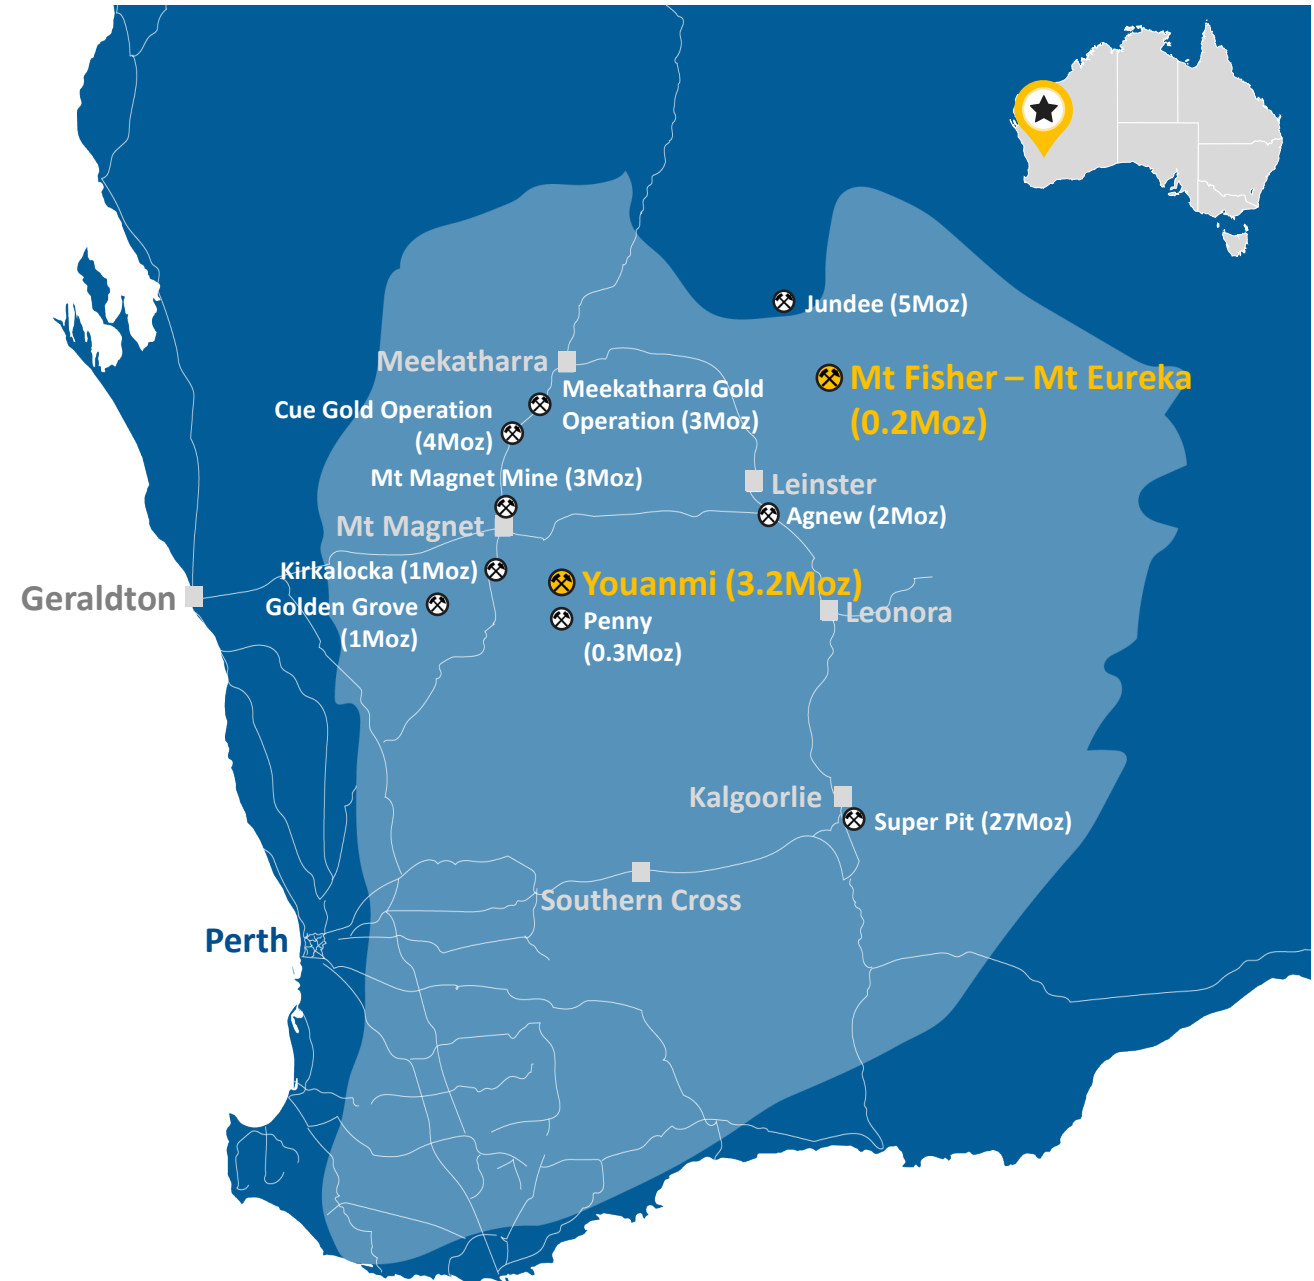 Jundee (5Moz)
Meekatharra
Mt Fisher – Mt Eureka
(0.2Moz)
Meekatharra Gold
Operation (3Moz)
Cue Gold Operation
(4Moz)
Mt Magnet Mine (3Moz)
Leinster
Mt Magnet
Agnew (2Moz)
Kirkalocka (1Moz)
Youanmi (3.2Moz)
Geraldton
Golden Grove
(1Moz)
Penny
(0.3Moz)
Leonora
Kalgoorlie
Super Pit (27Moz)
Southern Cross
Perth